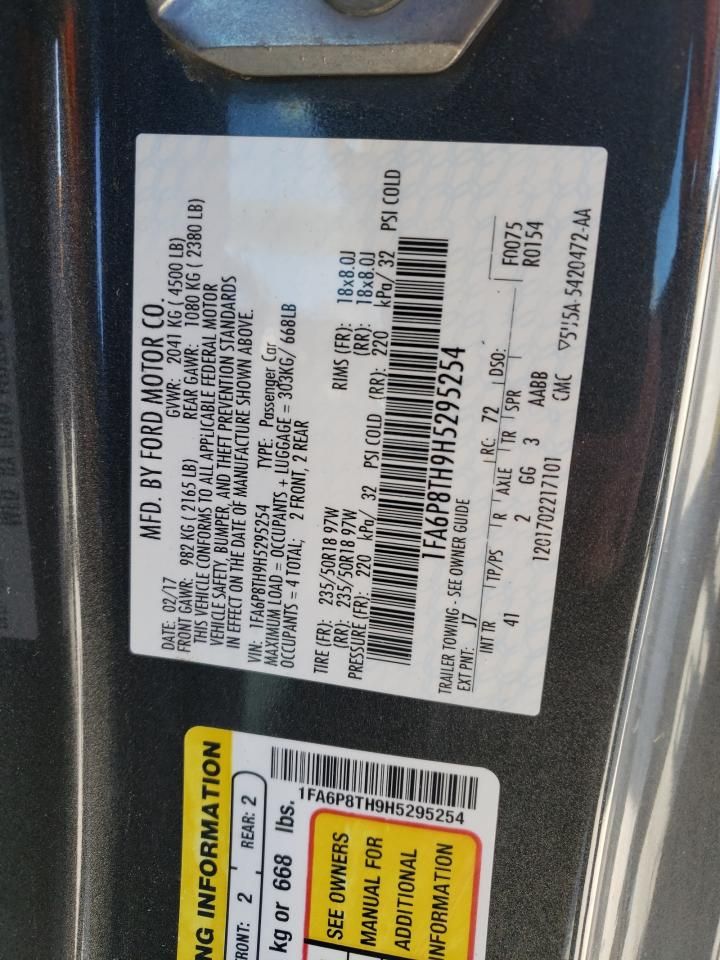 MFD. BY FORD MOTOR CO.
DATE: 02/17 GVWR: 2041 KG ( 4500 LB)
FRONT GAWR: 982 KG ( 2165 LB) REAR GAWR: 1080 KG ( 2380 LB)
THIS VEHICLE CONFORMS TO ALL APPLICABLE FEDERAL MOTOR
VEHICLE SAFETY, BUMPER, AND THEFT PREVENTION STANDARDS
IN EFFECT ON THE DATE OF MANUFACTURE SHOWN ABOVE.
VIN: 1FA6P8TH9H5295254 TYPE: Passenger Car
MAXIMUM LOAD = OCCUPANTS + LUGGAGE = 303KG/ 668LB
OCCUPANTS = 4 TOTAL; 2 FRONT, 2 REAR
TIRE (FR): 235/50R18 97W RIMS (FR): 18x8.0J
(RR): 235/50R18 97W (RR): 18x8.0J
PRESSURE (FR): 220 kPa/ 32 PSI COLD (RR): 220 kPa/ 32 PSI COLD
1FA6P8TH9H5295254
TRAILER TOWING - SEE OWNER GUIDE
EXT PNT: J7 RC: 72 DSO: F0075
R0154
INT TR TP/PS R AXLE TR SPR
41 2 GG 3 AABB
12017022171​01 CMC 5420472-AA
NG INFORMATION
FRONT: 2 REAR: 2
kg or 668 lbs.
1FA6P8TH9H5295254
SEE OWNERS
MANUAL FOR
ADDITIONAL
INFORMATION